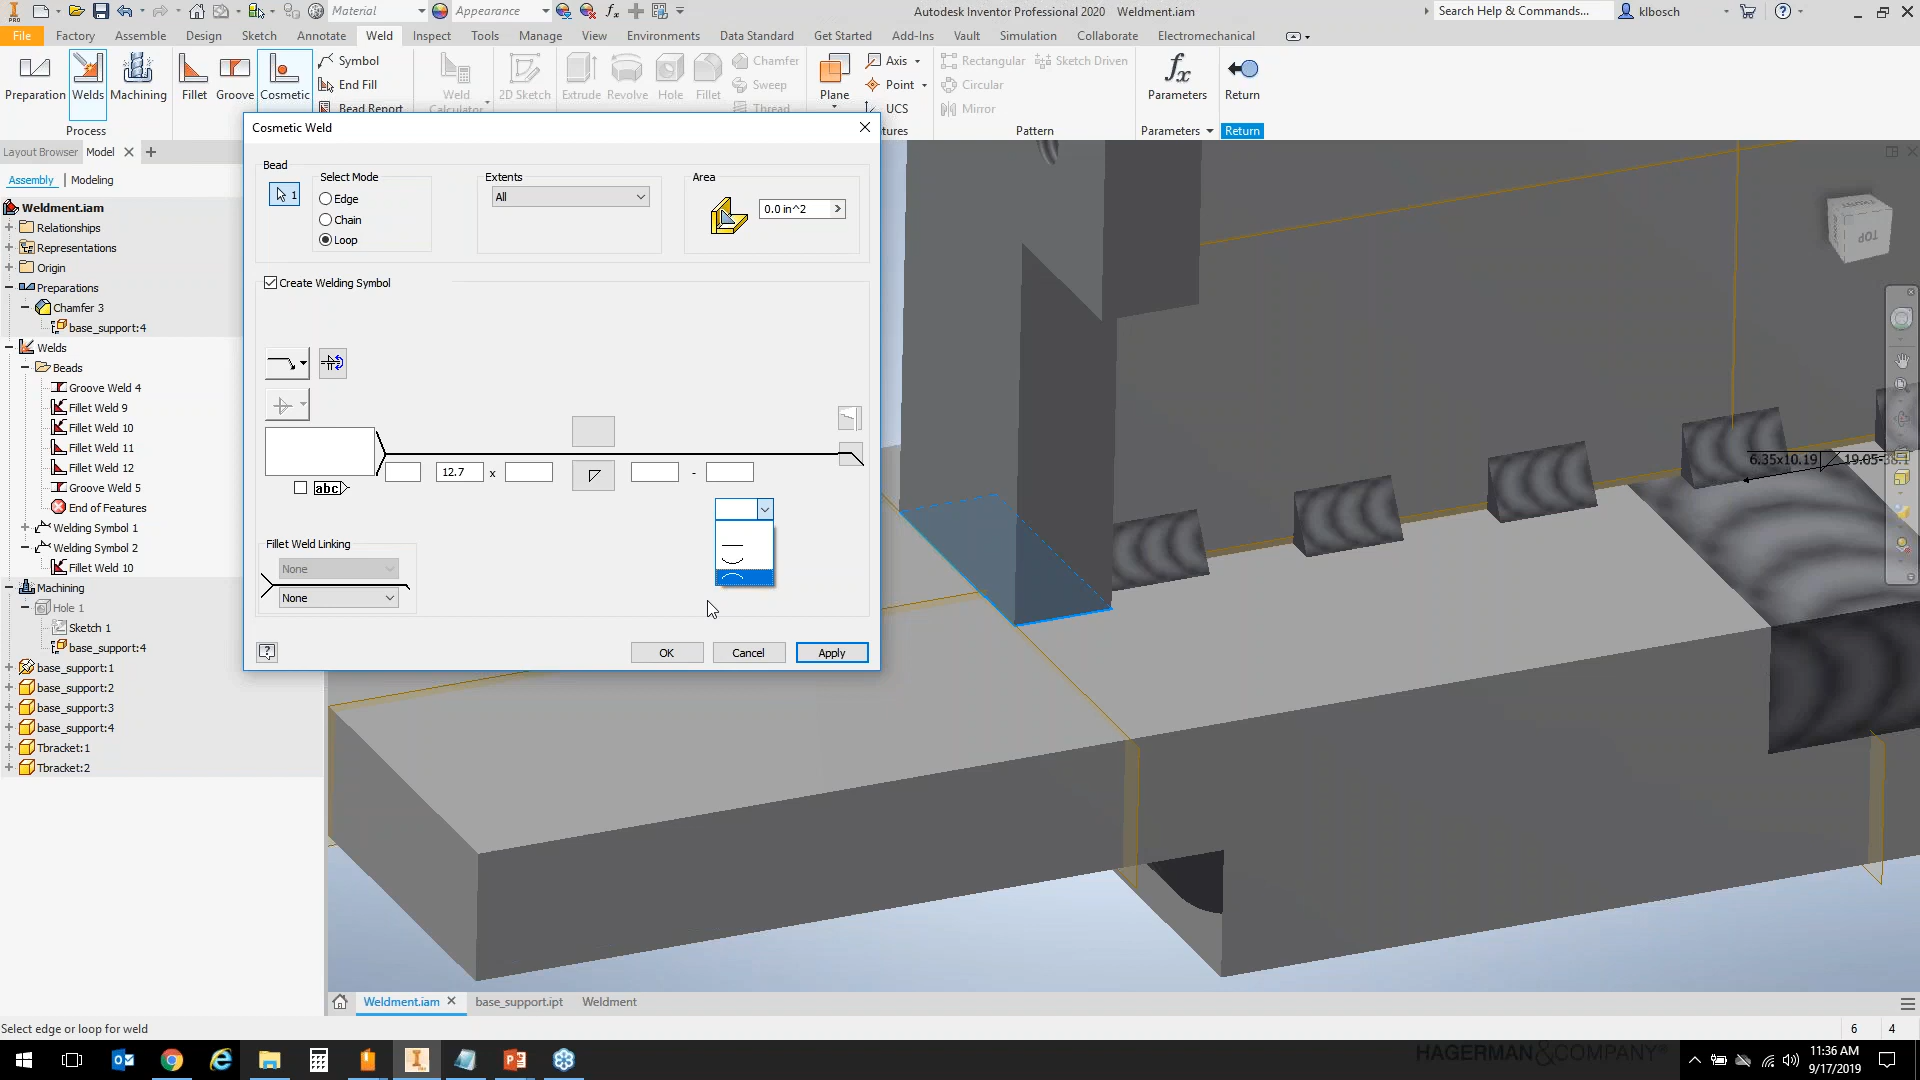 Material
Appearance
Autodesk Inventor Professional 2020 Weldment.iam
Search Help & Commands...
klbosch
File Factory Assemble Design Sketch Annotate Weld Inspect Tools Manage View Environments Data Standard Get Started Add-Ins Vault Simulation Collaborate Electromechanical
Preparation Welds Machining Fillet Groove Cosmetic
Symbol
End Fill
Bead Report
Weld Calculator
2D Sketch
Extrude Revolve Hole Fillet
Chamfer
Sweep
Thread
Plane
Axis
Point
UCS
Rectangular Sketch Driven
Circular
Mirror
Parameters
Return
Process
Pattern
Parameters
Return
Layout Browser Model
Assembly Modeling
Weldment.iam
Relationships
Representations
Origin
Preparations
Chamfer 3
base_support:4
Welds
Beads
Groove Weld 4
Fillet Weld 9
Fillet Weld 10
Fillet Weld 11
Fillet Weld 12
Groove Weld 5
End of Features
Welding Symbol 1
Welding Symbol 2
Fillet Weld 10
Machining
Hole 1
Sketch 1
base_support:4
base_support:1
base_support:2
base_support:3
base_support:4
Tbracket:1
Tbracket:2
Cosmetic Weld
Bead
1
Select Mode
Edge
Chain
Loop
Extents
All
Area
0.0 in^2
Create Welding Symbol
12.7 x -
abc
Fillet Weld Linking
None
None
OK Cancel Apply
TOP
FRONT
6.35x10.19 19.05-38.1
Weldment.iam base_support.ipt Weldment
Select edge or loop for weld
6 4
HAGERMAN&COMPANY
11:36 AM
9/17/2019